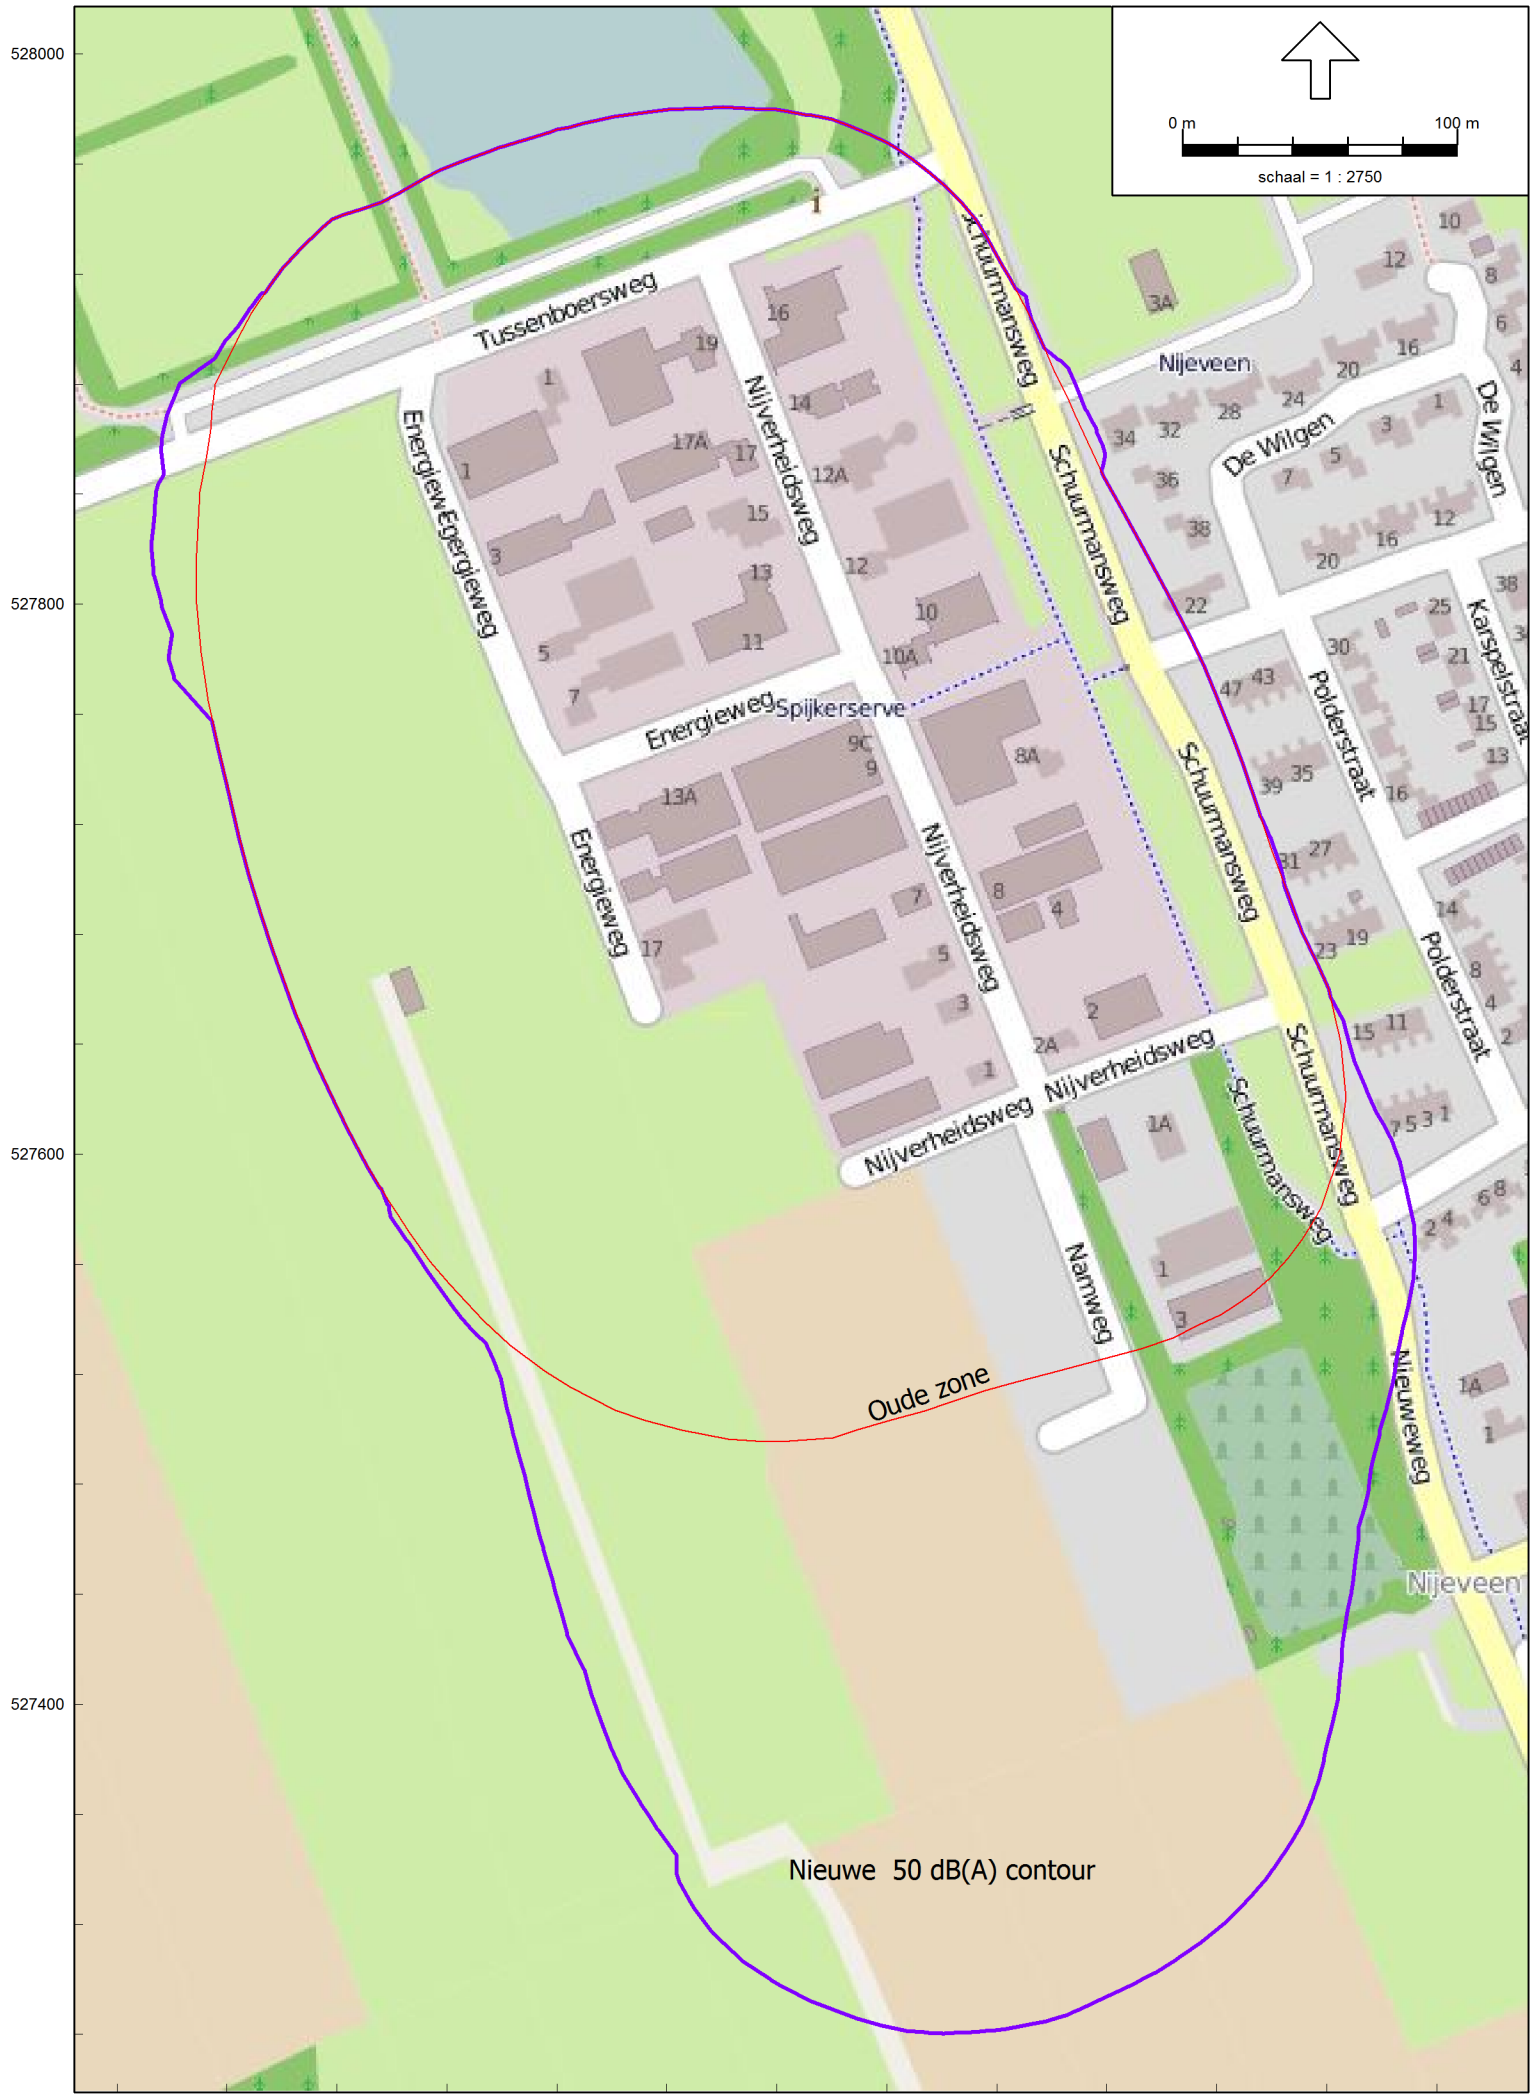 528000
0 m 100 m
schaal = 1 : 2750
1
10
12
8
3A
Schuurmansweg
Tussenboersweg
16
19
6
16
Nijeveen
20
4
1
14
Nijverheidsweg
24
28
1
De Wilgen
34
32
3
De Wilgen
Energieweg
17A
17
5
1
12A
36
7
Schuurmansweg
15
12
38
16
3
Energieweg
20
12
13
38
527800
10
22
25
Karspelstraat
11
30
5
10A
21
43
47
7
Polderstraat
17
Energieweg
Spijkerserve
15
9C
8A
9
13
Schuurmansweg
35
39
13A
16
Energieweg
Nijverheidsweg
27
31
7
8
4
14
17
19
23
Polderstraat
5
8
3
2
4
11
15
2
2A
Schuurmansweg
Nijverheidsweg
1
Nijverheidsweg
Schuurmansweg
1A
7 5 3 1
527600
8
6
4
2
Namweg
1
3
Nieuweweg
Oude zone
1A
1
Nijeveen
527400
Nieuwe 50 dB(A) contour